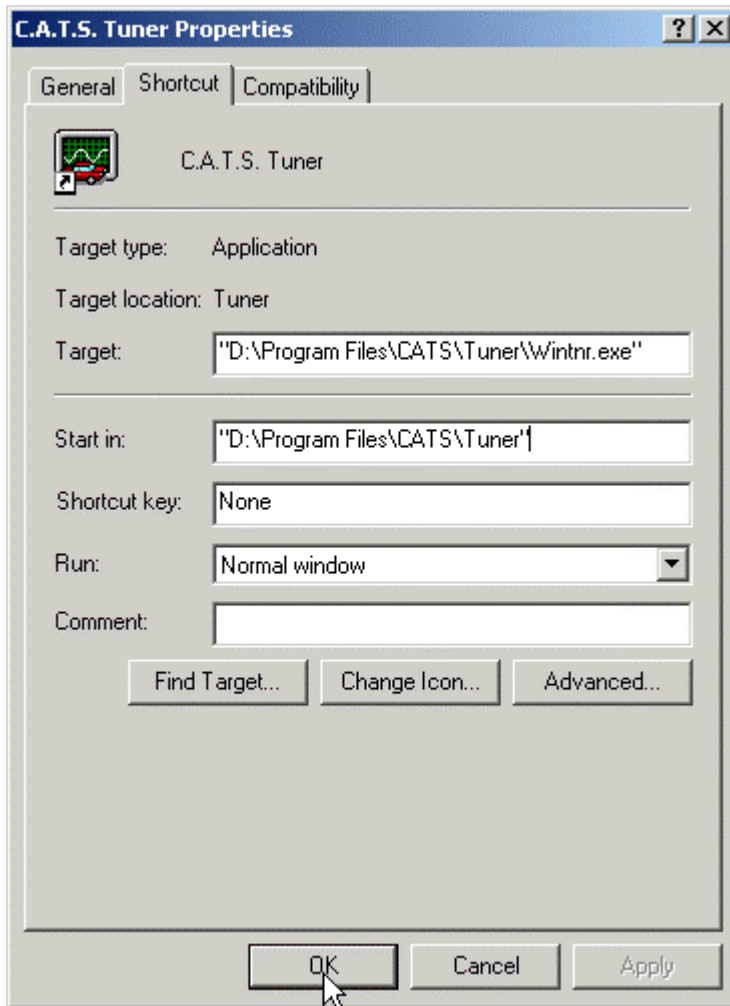 C.A.T.S. Tuner Properties
General Shortcut Compatibility
C.A.T.S. Tuner
Target type: Application
Target location: Tuner
Target: "D:\Program Files\CATS\Tuner\Wintnr.exe"
Start in: "D:\Program Files\CATS\Tuner"
Shortcut key: None
Run: Normal window
Comment:
Find Target... Change Icon... Advanced...
OK Cancel Apply